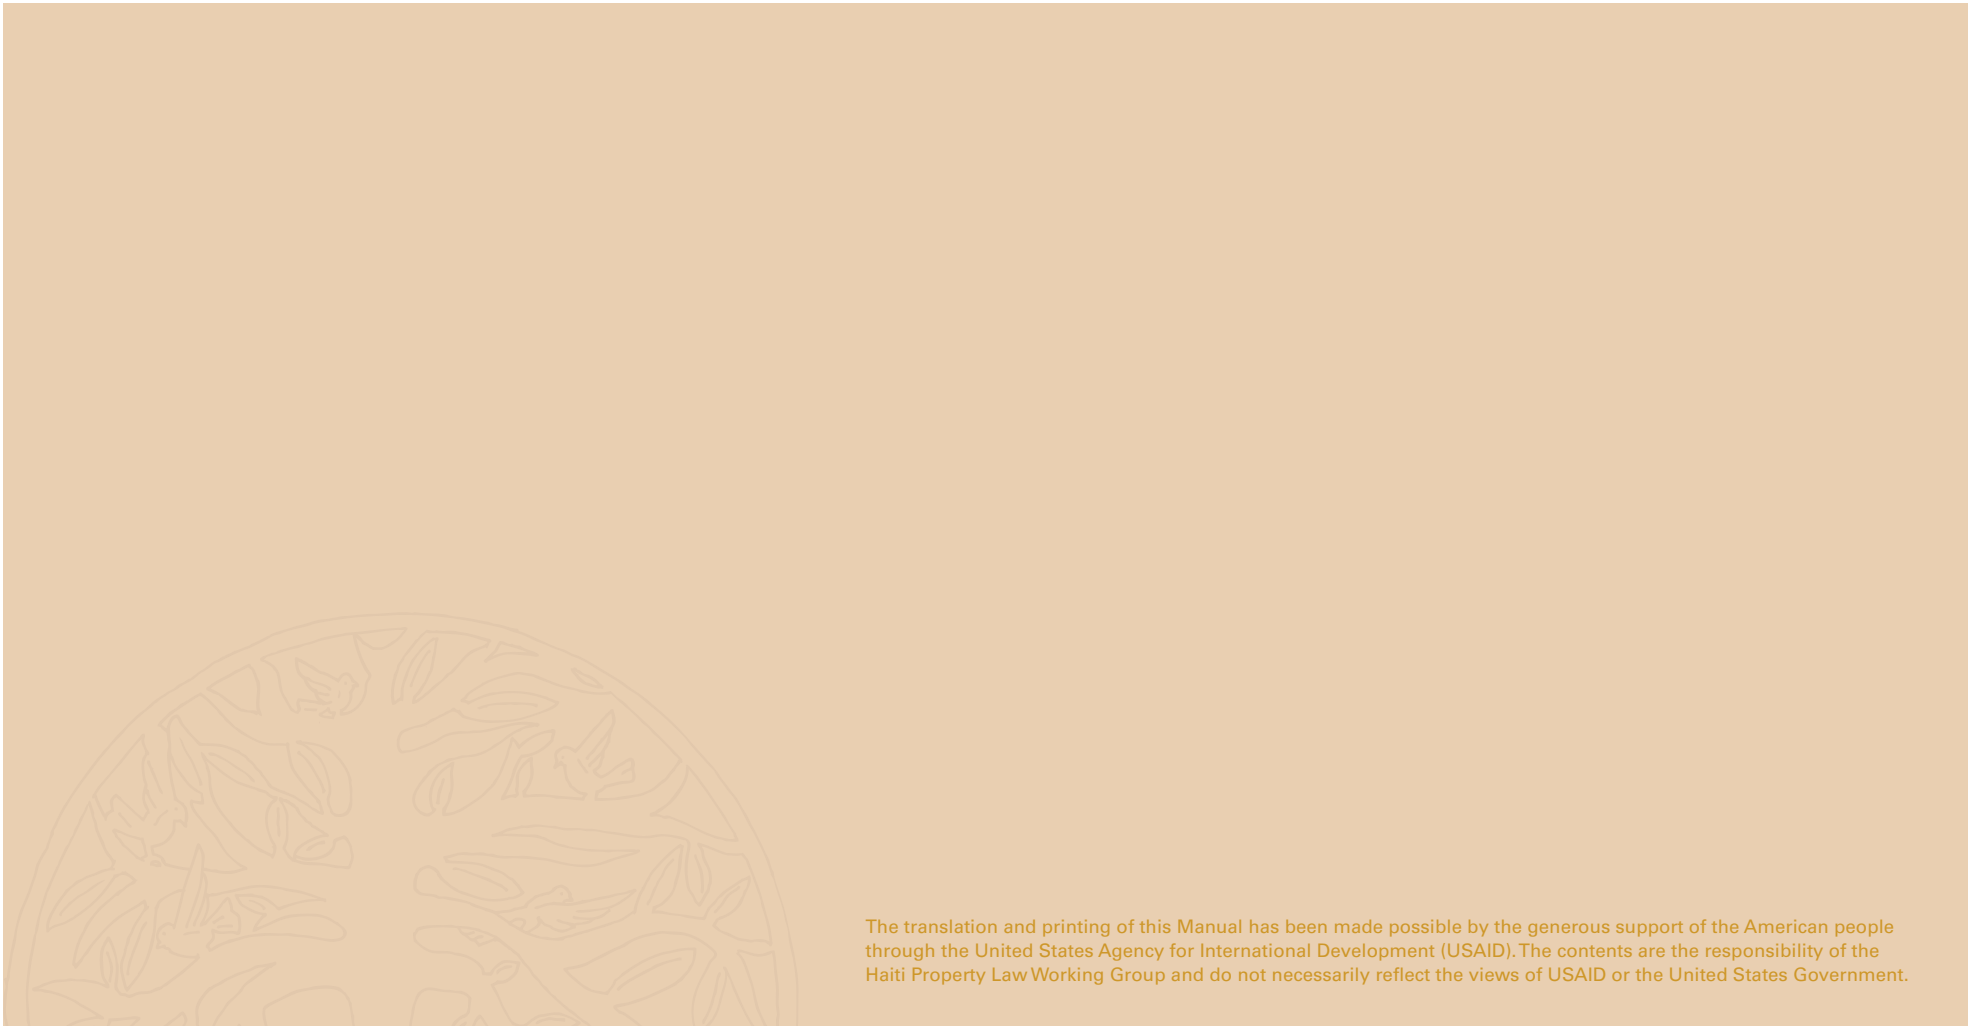 The translation and printing of this Manual has been made possible by the generous support of the American people
through the United States Agency for International Development (USAID). The contents are the responsibility of the
Haiti Property Law Working Group and do not necessarily reflect the views of USAID or the United States Government.